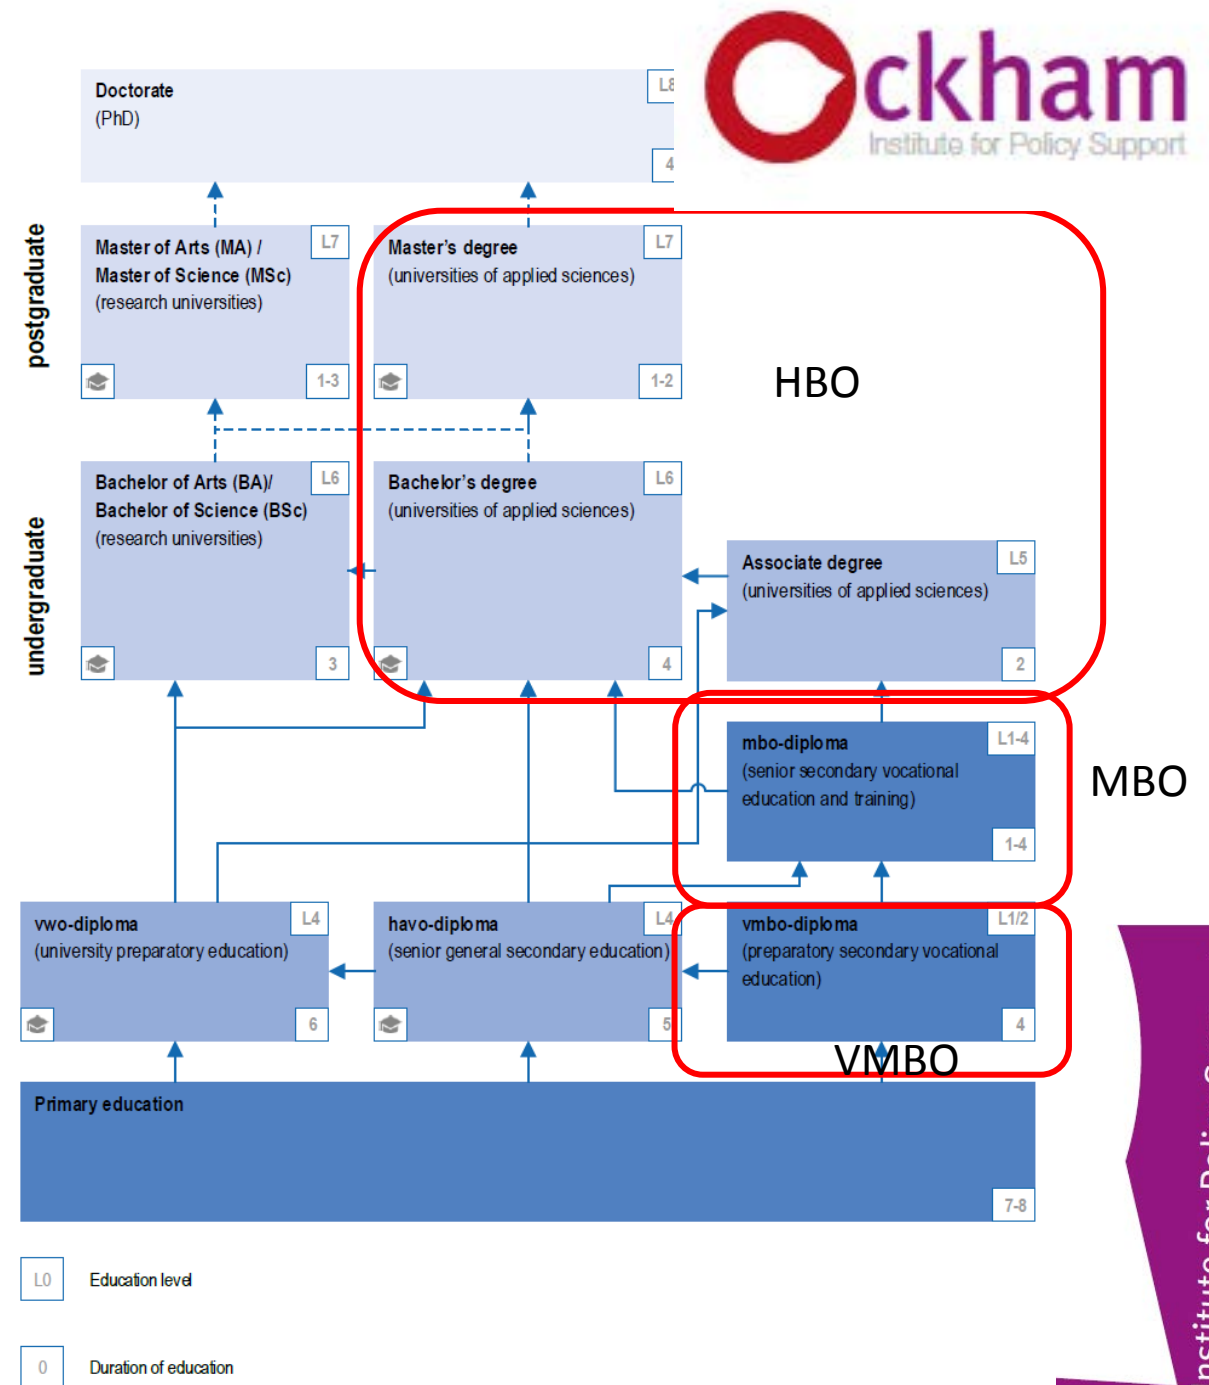 ckham
Institute for Policy Support
Doctorate
(PhD)
L8
4
postgraduate
Master of Arts (MA) /
Master of Science (MSc)
(research universities)
L7
1-3
Master's degree
(universities of applied sciences)
L7
1-2
HBO
undergraduate
Bachelor of Arts (BA)/
Bachelor of Science (BSc)
(research universities)
L6
3
Bachelor's degree
(universities of applied sciences)
L6
4
Associate degree
(universities of applied sciences)
L5
2
mbo-diploma
(senior secondary vocational
education and training)
L1-4
1-4
MBO
vwo-diploma
(university preparatory education)
L4
6
havo-diploma
(senior general secondary education)
L4
5
vmbo-diploma
(preparatory secondary vocational
education)
L1/2
4
VMBO
Primary education
7-8
L0
Education level
0
Duration of education